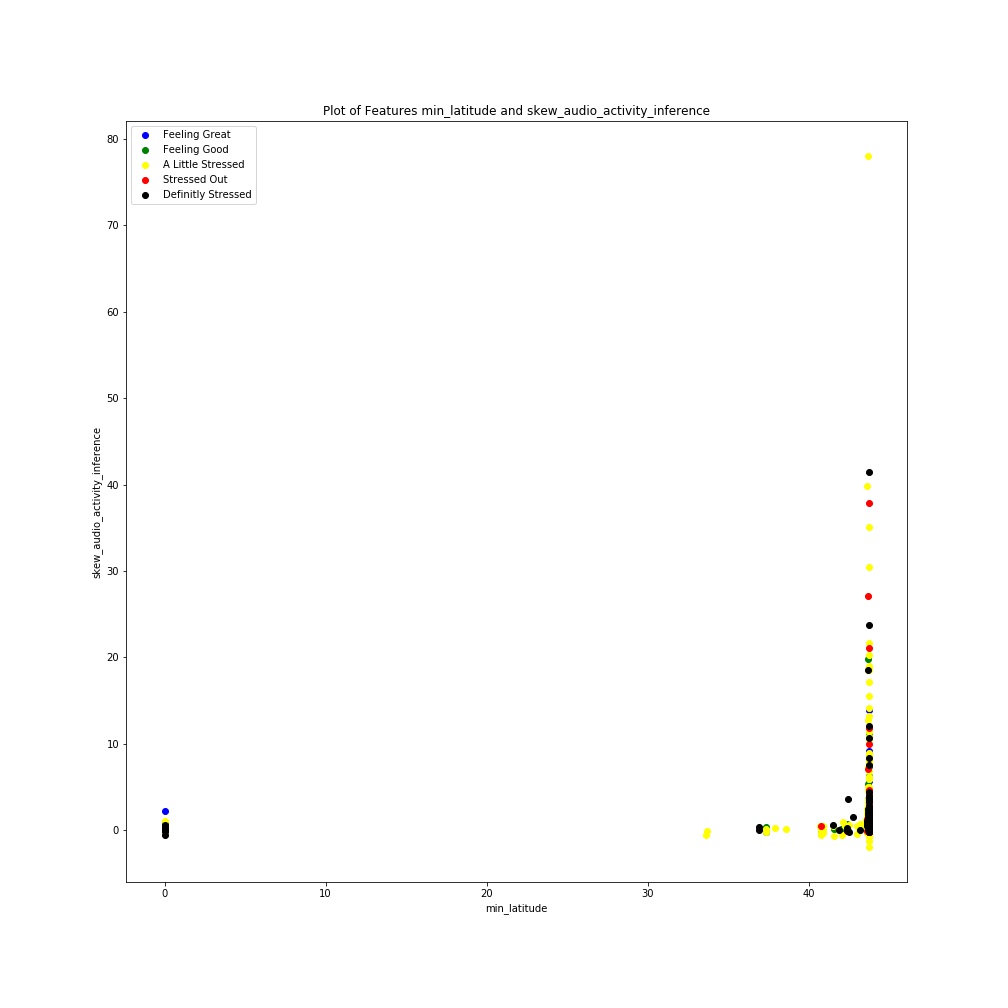 Plot of Features min_latitude and skew_audio_activity_inference
Feeling Great
Feeling Good
A Little Stressed
Stressed Out
Definitly Stressed
80
70
60
50
40
30
20
10
0
skew_audio_activity_inference
0 10 20 30 40
min_latitude